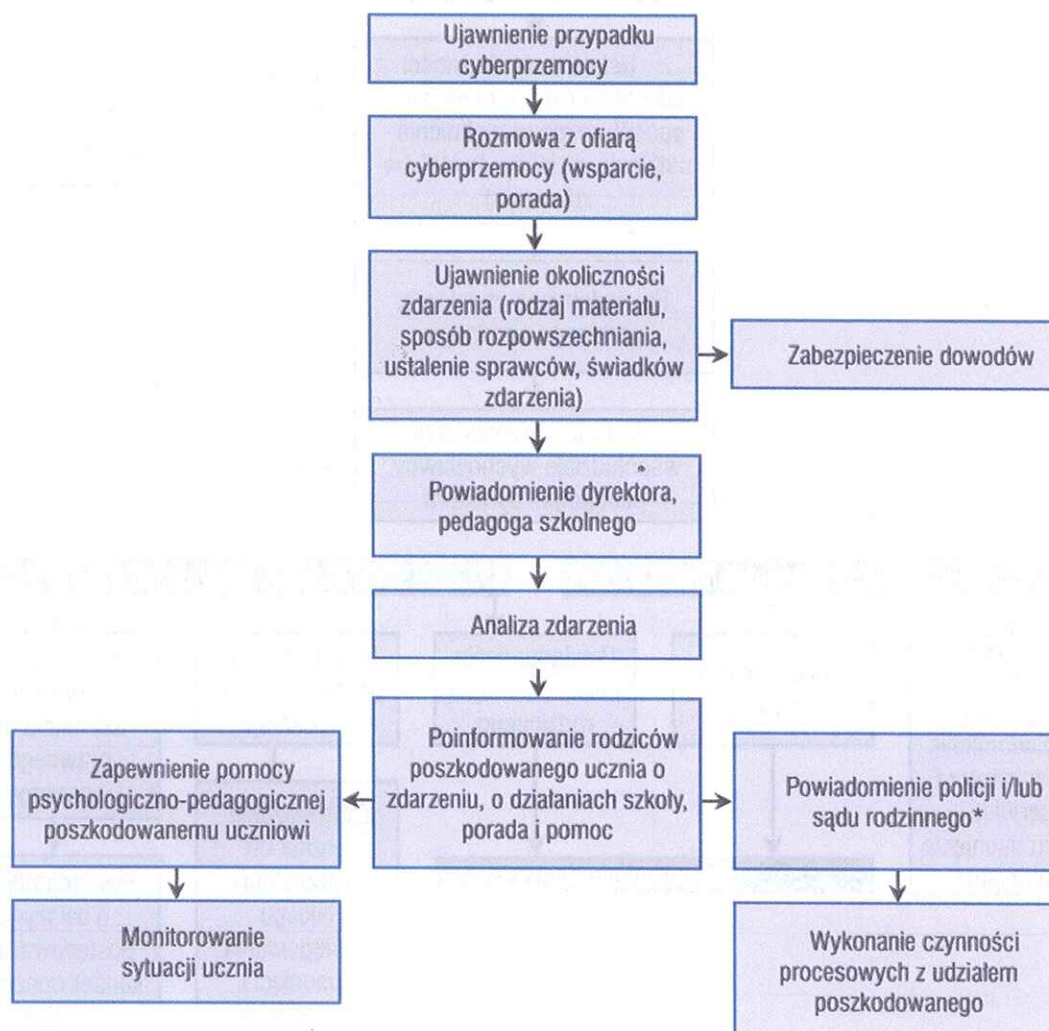 Ujawnienie przypadku
cyberprzemocy
Rozmowa z ofiarą
cyberprzemocy (wsparcie,
porada)
Ujawnienie okoliczności
zdarzenia (rodzaj materiału,
sposób rozpowszechniania,
ustalenie sprawców, świadków
zdarzenia)
Zabezpieczenie dowodów
Powiadomienie dyrektora,
pedagoga szkolnego
Analiza zdarzenia
Poinformowanie rodziców
poszkodowanego ucznia o
zdarzeniu, o działaniach szkoły,
porada i pomoc
Zapewnienie pomocy
psychologiczno-pedagogicznej
poszkodowanemu uczniowi
Powiadomienie policji i/lub
sądu rodzinnego*
Monitorowanie
sytuacji ucznia
Wykonanie czynności
procesowych z udziałem
poszkodowanego